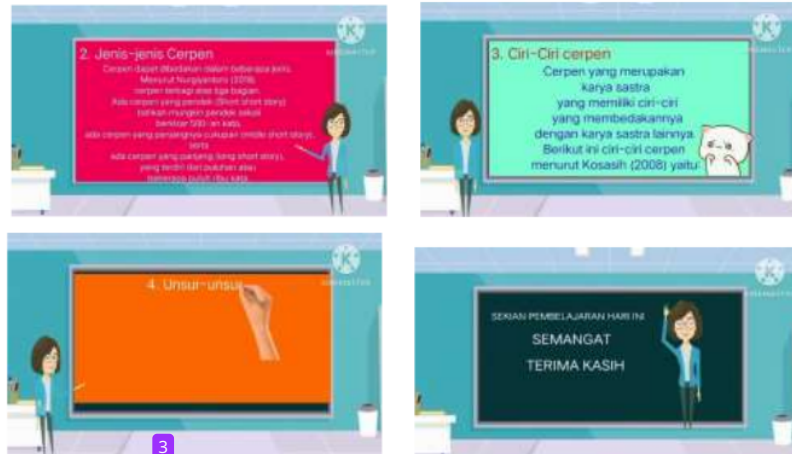 2. Jenis-jenis Cerpen
Cerpen dapat dibedakan dalam beberapa jenis.
Menurut Nurgiyantoro (2018)
cerpen terbagi atas tiga bagian.
Ada cerpen yang pendek (Short short story)
bahkan mungkin pendek sekali
berkisar 500-an kata,
ada cerpen yang panjangnya cukupan (middle short story),
serta
ada cerpen yang panjang (long short story),
yang terdiri dari puluhan atau
beberapa puluh ribu kata.
3. Ciri-Ciri cerpen
Cerpen yang merupakan
karya sastra
yang memiliki ciri-ciri
yang membedakannya
dengan karya sastra lainnya.
Berikut ini ciri-ciri cerpen
menurut Kosasih (2008) yaitu:
4. Unsur-unsu
SEKIAN PEMBELAJARAN HARI INI
SEMANGAT
TERIMA KASIH
3